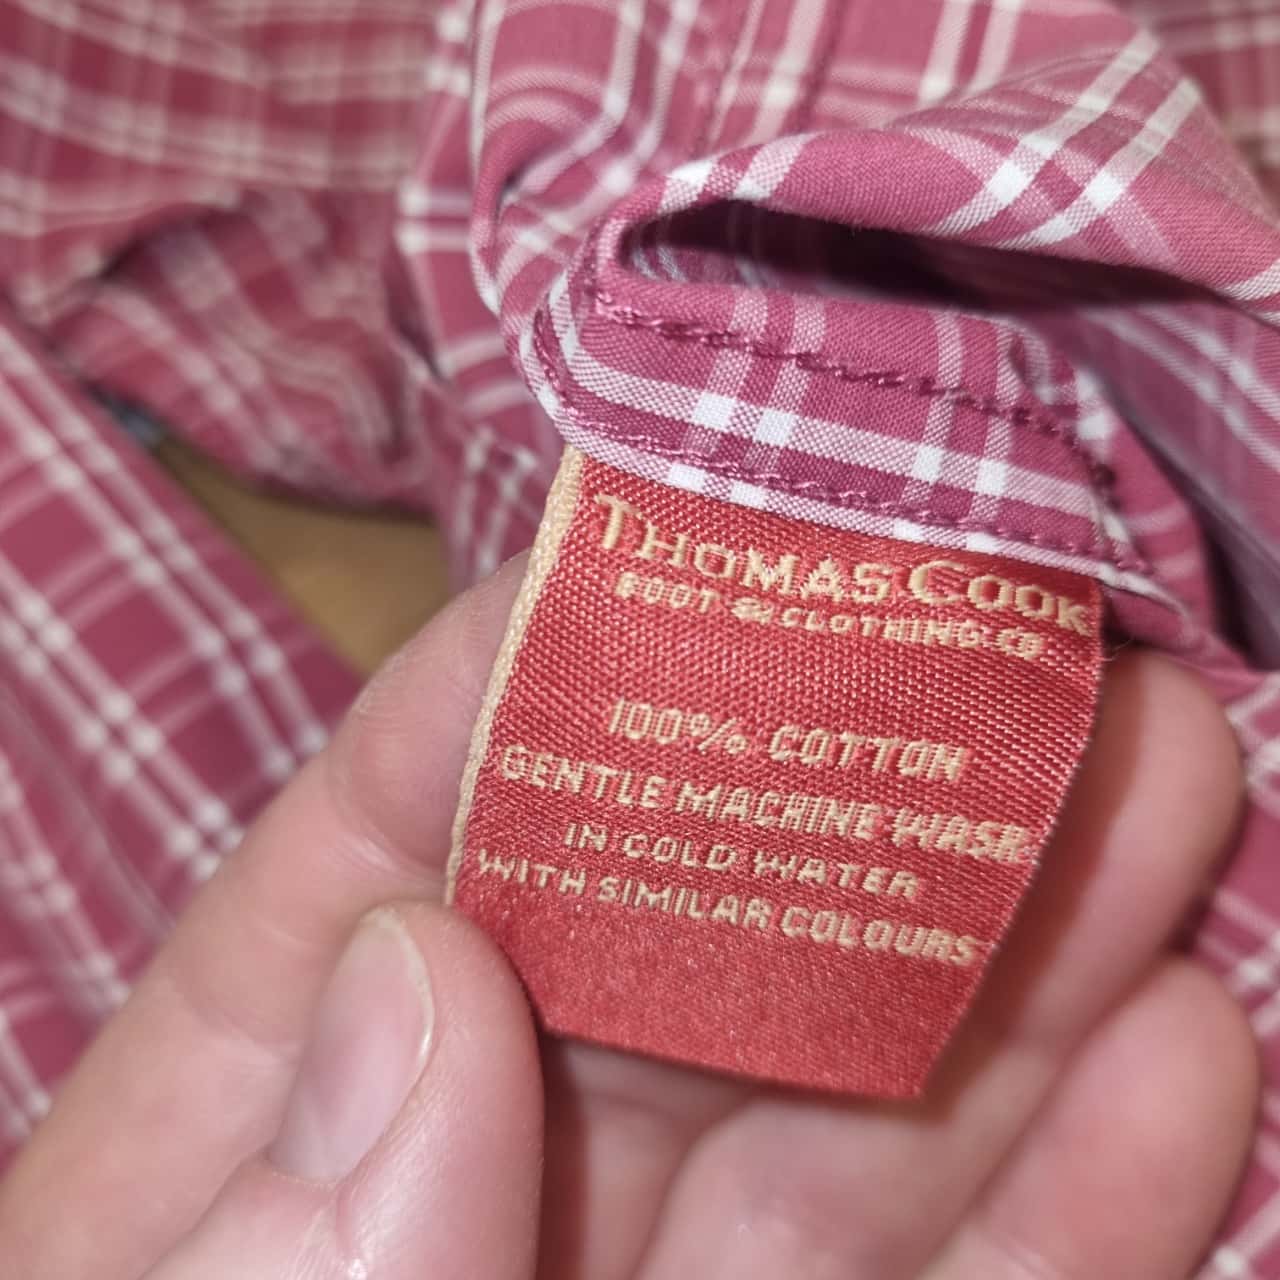 THOMAS COOK
BOOT & CLOTHING CO
100% COTTON
GENTLE MACHINE WASH
IN COLD WATER
WITH SIMILAR COLOURS